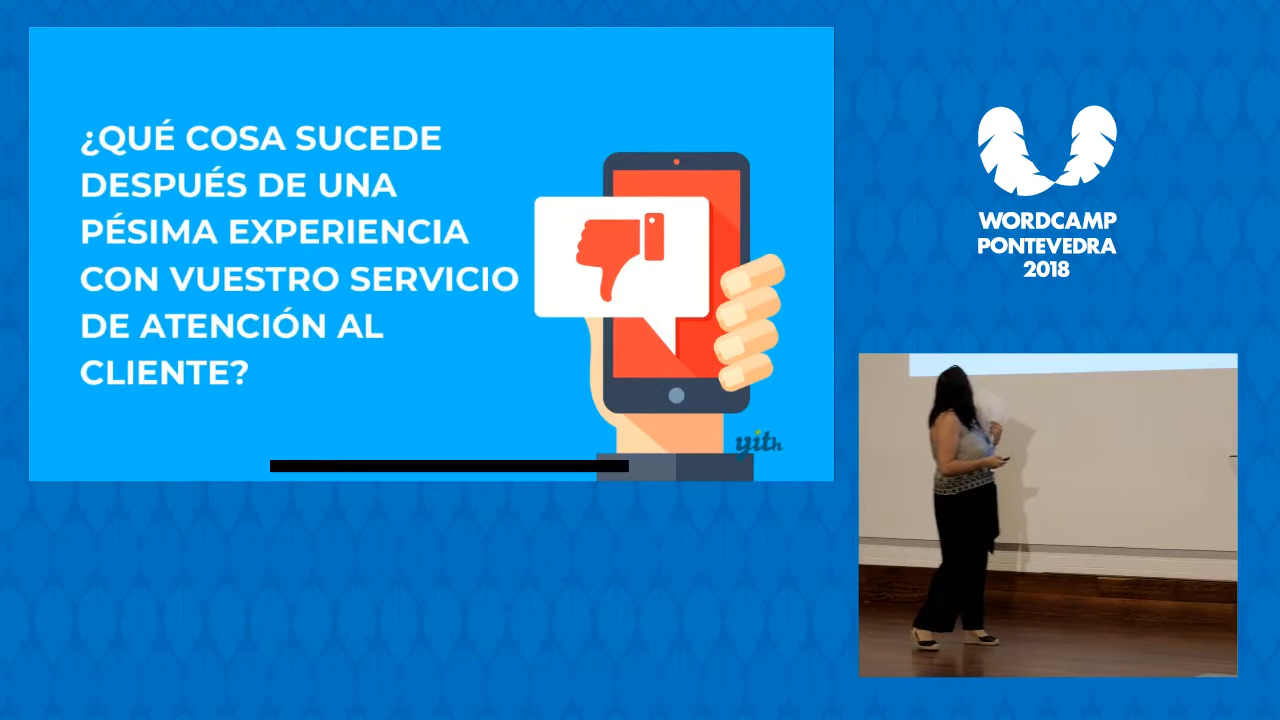 ¿QUÉ COSA SUCEDE
DESPUÉS DE UNA
PÉSIMA EXPERIENCIA
CON VUESTRO SERVICIO
DE ATENCIÓN AL
CLIENTE?
yith
WORDCAMP
PONTEVEDRA
2018